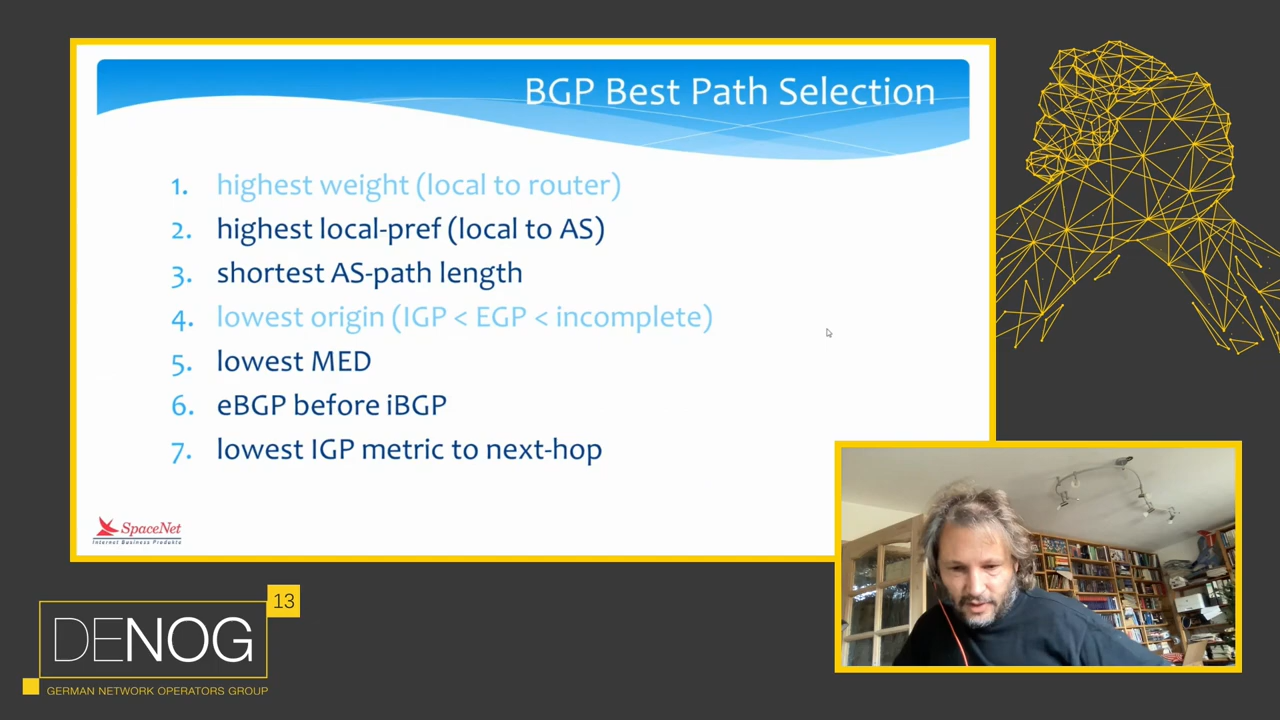 BGP Best Path Selection
1. highest weight (local to router)
2. highest local-pref (local to AS)
3. shortest AS-path length
4. lowest origin (IGP < EGP < incomplete)
5. lowest MED
6. eBGP before iBGP
7. lowest IGP metric to next-hop
SpaceNet
Internet Business Produkte
13
DENOG
GERMAN NETWORK OPERATORS GROUP